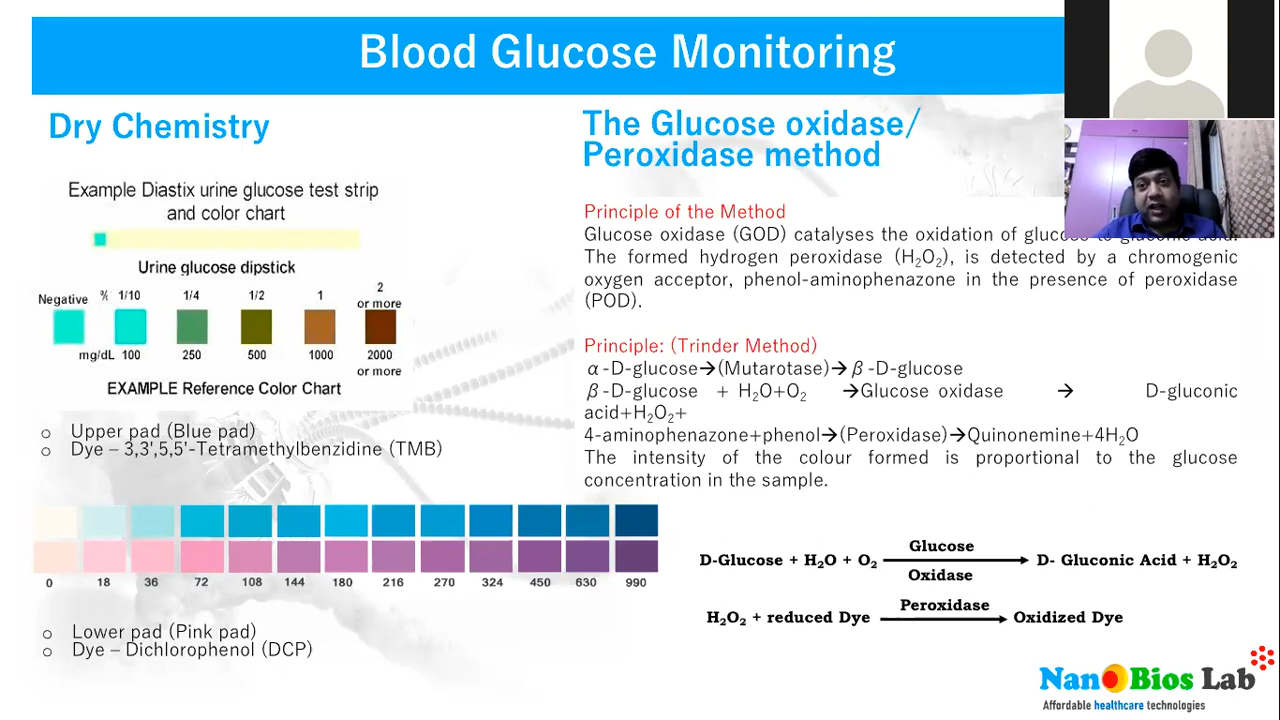 Blood Glucose Monitoring
Dry Chemistry
Example Diastix urine glucose test strip
and color chart
Urine glucose dipstick
Negative % 1/10 1/4 1/2 1 2
or more
mg/dL 100 250 500 1000 2000
or more
EXAMPLE Reference Color Chart
o Upper pad (Blue pad)
o Dye – 3,3',5,5'-Tetramethylbenzidine (TMB)
0 18 36 72 108 144 180 216 270 324 450 630 990
o Lower pad (Pink pad)
o Dye – Dichlorophenol (DCP)
The Glucose oxidase/
Peroxidase method
Principle of the Method
Glucose oxidase (GOD) catalyses the oxidation of glucose to gluconic acid.
The formed hydrogen peroxidase (H₂O₂), is detected by a chromogenic
oxygen acceptor, phenol-aminophenazone in the presence of peroxidase
(POD).
Principle: (Trinder Method)
α-D-glucose→(Mutarotase)→β-D-glucose
β-D-glucose + H₂O+O₂ →Glucose oxidase → D-gluconic
acid+H₂O₂+
4-aminophenazone+phenol→(Peroxidase)→Quinonemine+4H₂O
The intensity of the colour formed is proportional to the glucose
concentration in the sample.
Glucose
D-Glucose + H₂O + O₂ → D- Gluconic Acid + H₂O₂
Oxidase
Peroxidase
H₂O₂ + reduced Dye → Oxidized Dye
NanoBios Lab
Affordable healthcare technologies